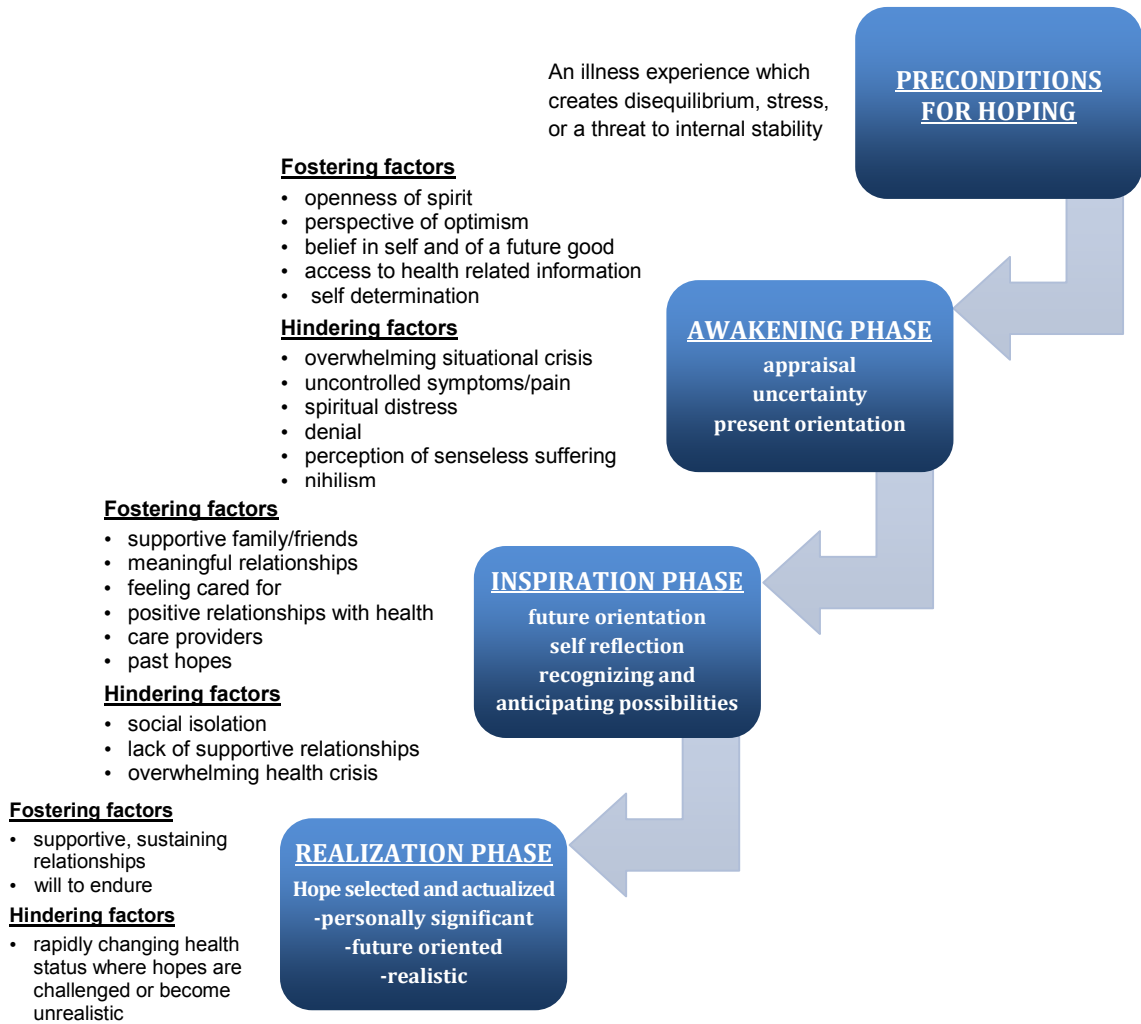 An illness experience which
creates disequilibrium, stress,
or a threat to internal stability
PRECONDITIONS
FOR HOPING
Fostering factors
• openness of spirit
• perspective of optimism
• belief in self and of a future good
• access to health related information
• self determination
Hindering factors
• overwhelming situational crisis
• uncontrolled symptoms/pain
• spiritual distress
• denial
• perception of senseless suffering
• nihilism
AWAKENING PHASE
appraisal
uncertainty
present orientation
Fostering factors
• supportive family/friends
• meaningful relationships
• feeling cared for
• positive relationships with health
• care providers
• past hopes
Hindering factors
• social isolation
• lack of supportive relationships
• overwhelming health crisis
INSPIRATION PHASE
future orientation
self reflection
recognizing and
anticipating possibilities
Fostering factors
• supportive, sustaining
relationships
• will to endure
Hindering factors
• rapidly changing health
status where hopes are
challenged or become
unrealistic
REALIZATION PHASE
Hope selected and actualized
-personally significant
-future oriented
-realistic